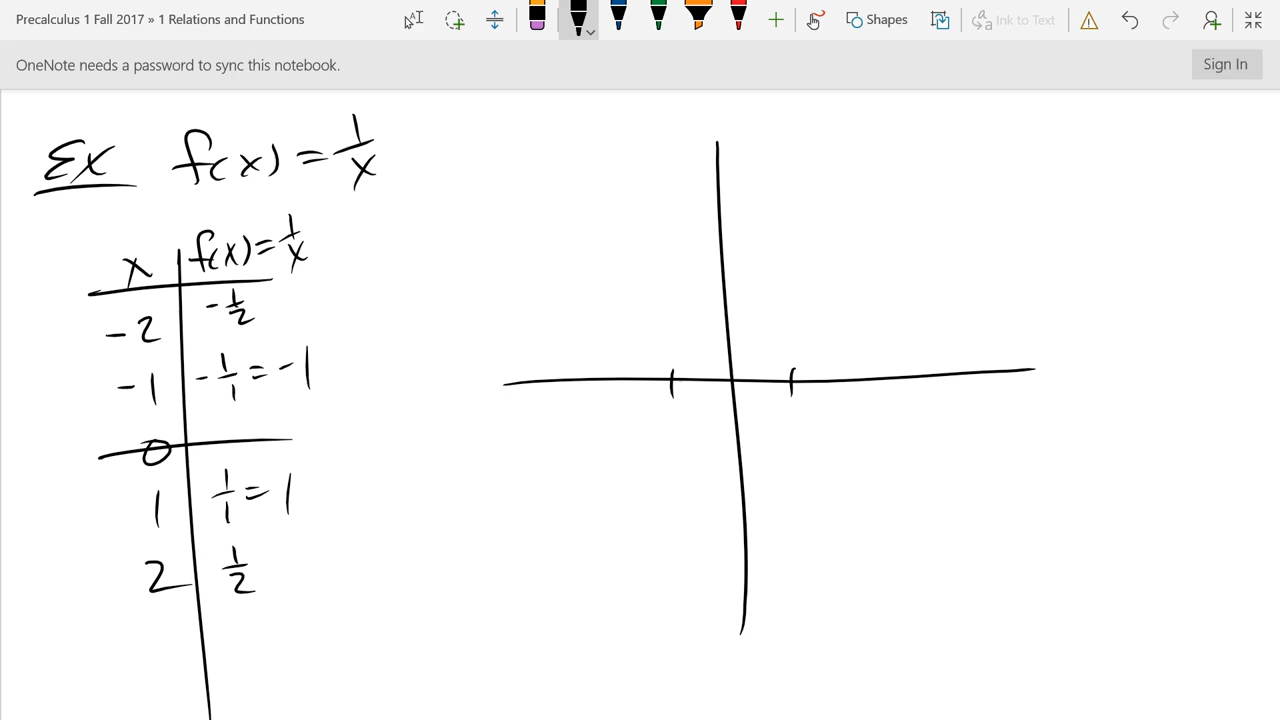 Precalculus 1 Fall 2017 » 1 Relations and Functions
Shapes
Ink to Text
OneNote needs a password to sync this notebook.
Sign In
Ex f(x) = 1/x
x f(x) = 1/x
-2 -1/2
-1 -1/1 = -1
0
1 1/1 = 1
2 1/2